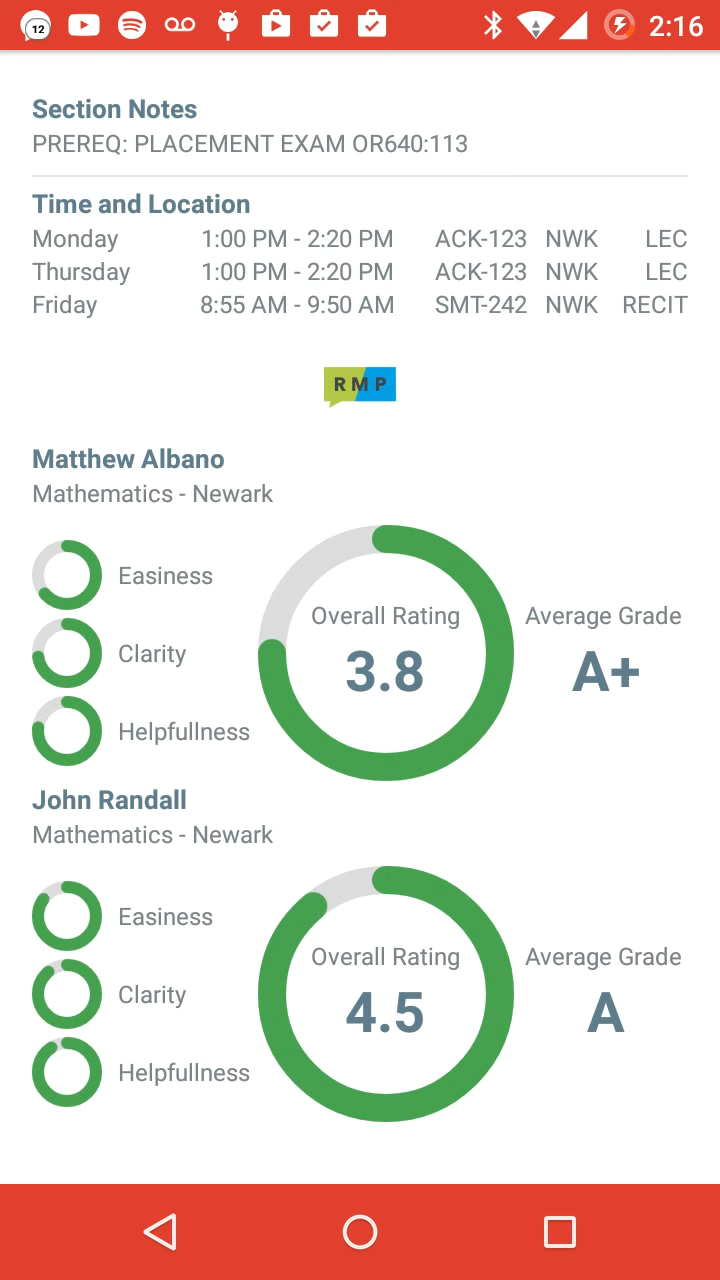 12
2:16
Section Notes
PREREQ: PLACEMENT EXAM OR640:113
Time and Location
Monday 1:00 PM - 2:20 PM ACK-123 NWK LEC
Thursday 1:00 PM - 2:20 PM ACK-123 NWK LEC
Friday 8:55 AM - 9:50 AM SMT-242 NWK RECIT
RMP
Matthew Albano
Mathematics - Newark
Easiness
Clarity
Helpfullness
Overall Rating
3.8
Average Grade
A+
John Randall
Mathematics - Newark
Easiness
Clarity
Helpfullness
Overall Rating
4.5
Average Grade
A